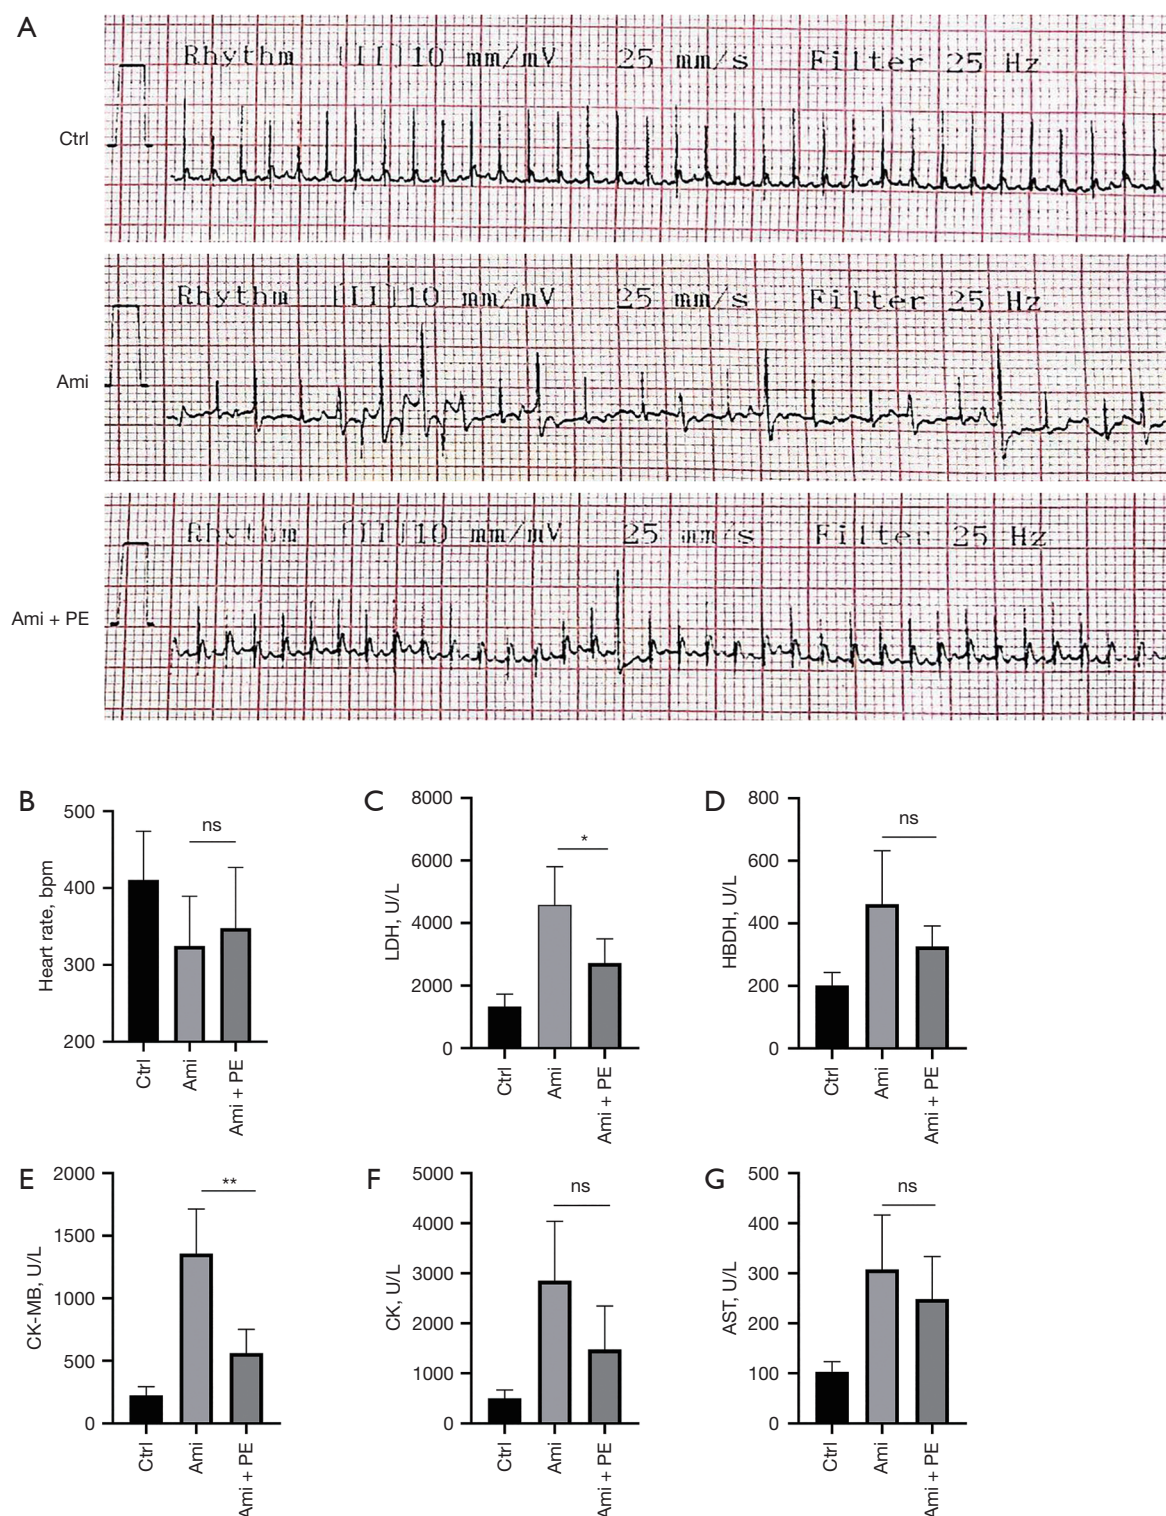 A
Rhythm (II)10 mm/mV 25 mm/s Filter 25 Hz
Ctrl
Rhythm (II)10 mm/mV 25 mm/s Filter 25 Hz
Ami
Rhythm (II)10 mm/mV 25 mm/s Filter 25 Hz
Ami + PE
B
500
400
300
200
Heart rate, bpm
ns
Ctrl
Ami
Ami + PE
C
8000
6000
4000
2000
0
LDH, U/L
*
Ctrl
Ami
Ami + PE
D
800
600
400
200
0
HBDH, U/L
ns
Ctrl
Ami
Ami + PE
E
2000
1500
1000
500
0
CK-MB, U/L
**
Ctrl
Ami
Ami + PE
F
5000
4000
3000
2000
1000
0
CK, U/L
ns
Ctrl
Ami
Ami + PE
G
500
400
300
200
100
0
AST, U/L
ns
Ctrl
Ami
Ami + PE